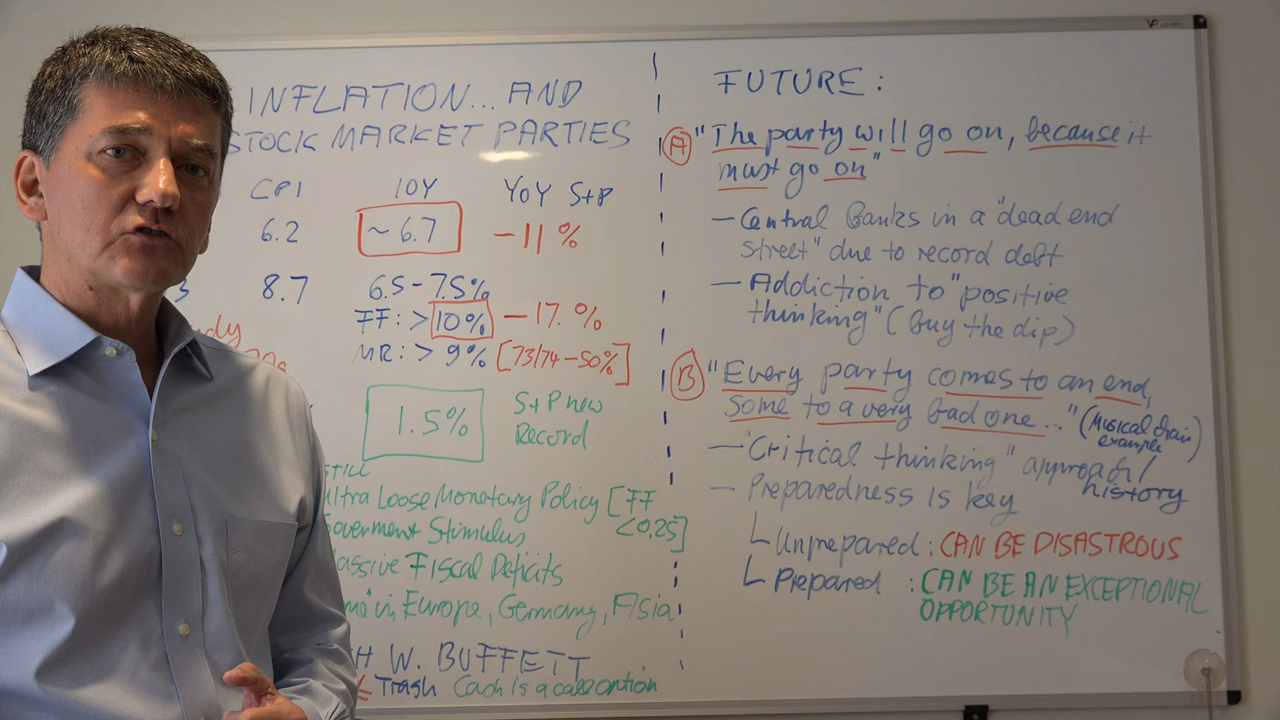 INFLATION... AND
STOCK MARKET PARTIES
CPI 10Y YoY S+P
6.2 ~ 6.7 -11 %
3 8.7 6.5 - 7.5%
FF: > 10% - 17. %
MR: > 9% [73/74 - 50%]
1.5% S+P new
Record
STILL
Ultra Loose Monetary Policy [FF
<0.25]
Goverment Stimulus
assive Fiscal Deficits
in Europe, Germany, Asia
H W. BUFFETT
Trash Cash is a call option
FUTURE :
A "The party will go on, because it
must go on"
- Central Banks in a "dead end
street" due to record debt
- Addiction to "positive
thinking" (buy the dip)
B "Every party comes to an end,
some to a very bad one..." (Musical
example)
- "Critical thinking" approach/
history
- Preparedness is key
Unprepared : CAN BE DISASTROUS
Prepared : CAN BE AN EXCEPTIONAL
OPPORTUNITY